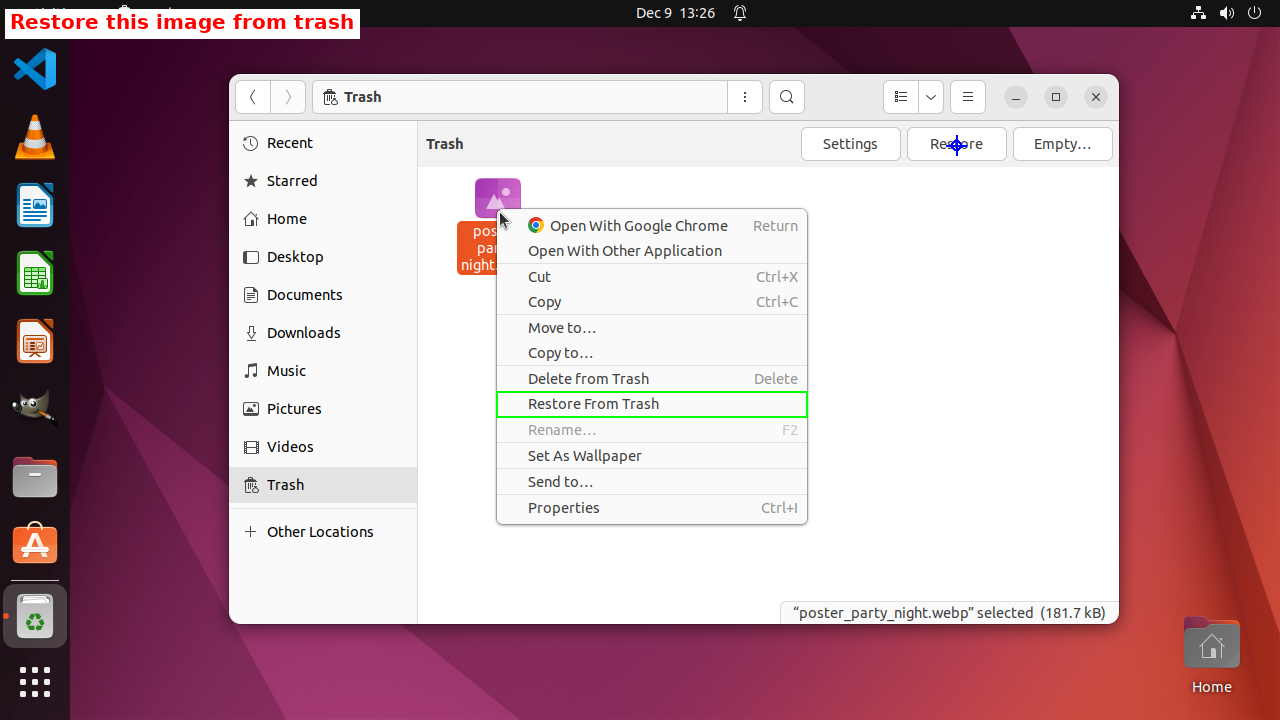 Restore this image from trash
Dec 9 13:26
Trash
Recent
Starred
Home
Desktop
Documents
Downloads
Music
Pictures
Videos
Trash
Other Locations
Trash
Settings
Restore
Empty...
Open With Google Chrome Return
Open With Other Application
Cut Ctrl+X
Copy Ctrl+C
Move to...
Copy to...
Delete from Trash Delete
Restore From Trash
Rename... F2
Set As Wallpaper
Send to...
Properties Ctrl+I
“poster_party_night.webp” selected (181.7 kB)
Home